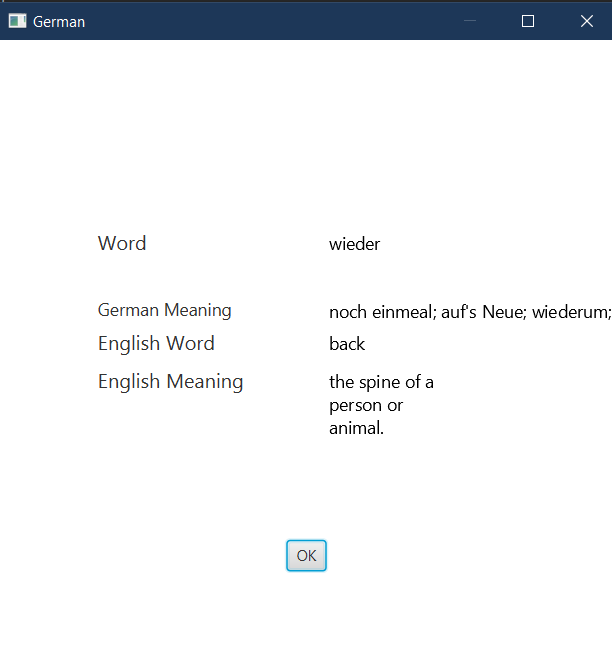 German
Word wieder
German Meaning noch einmeal; auf's Neue; wiederum;
English Word back
English Meaning the spine of a
person or
animal.
OK